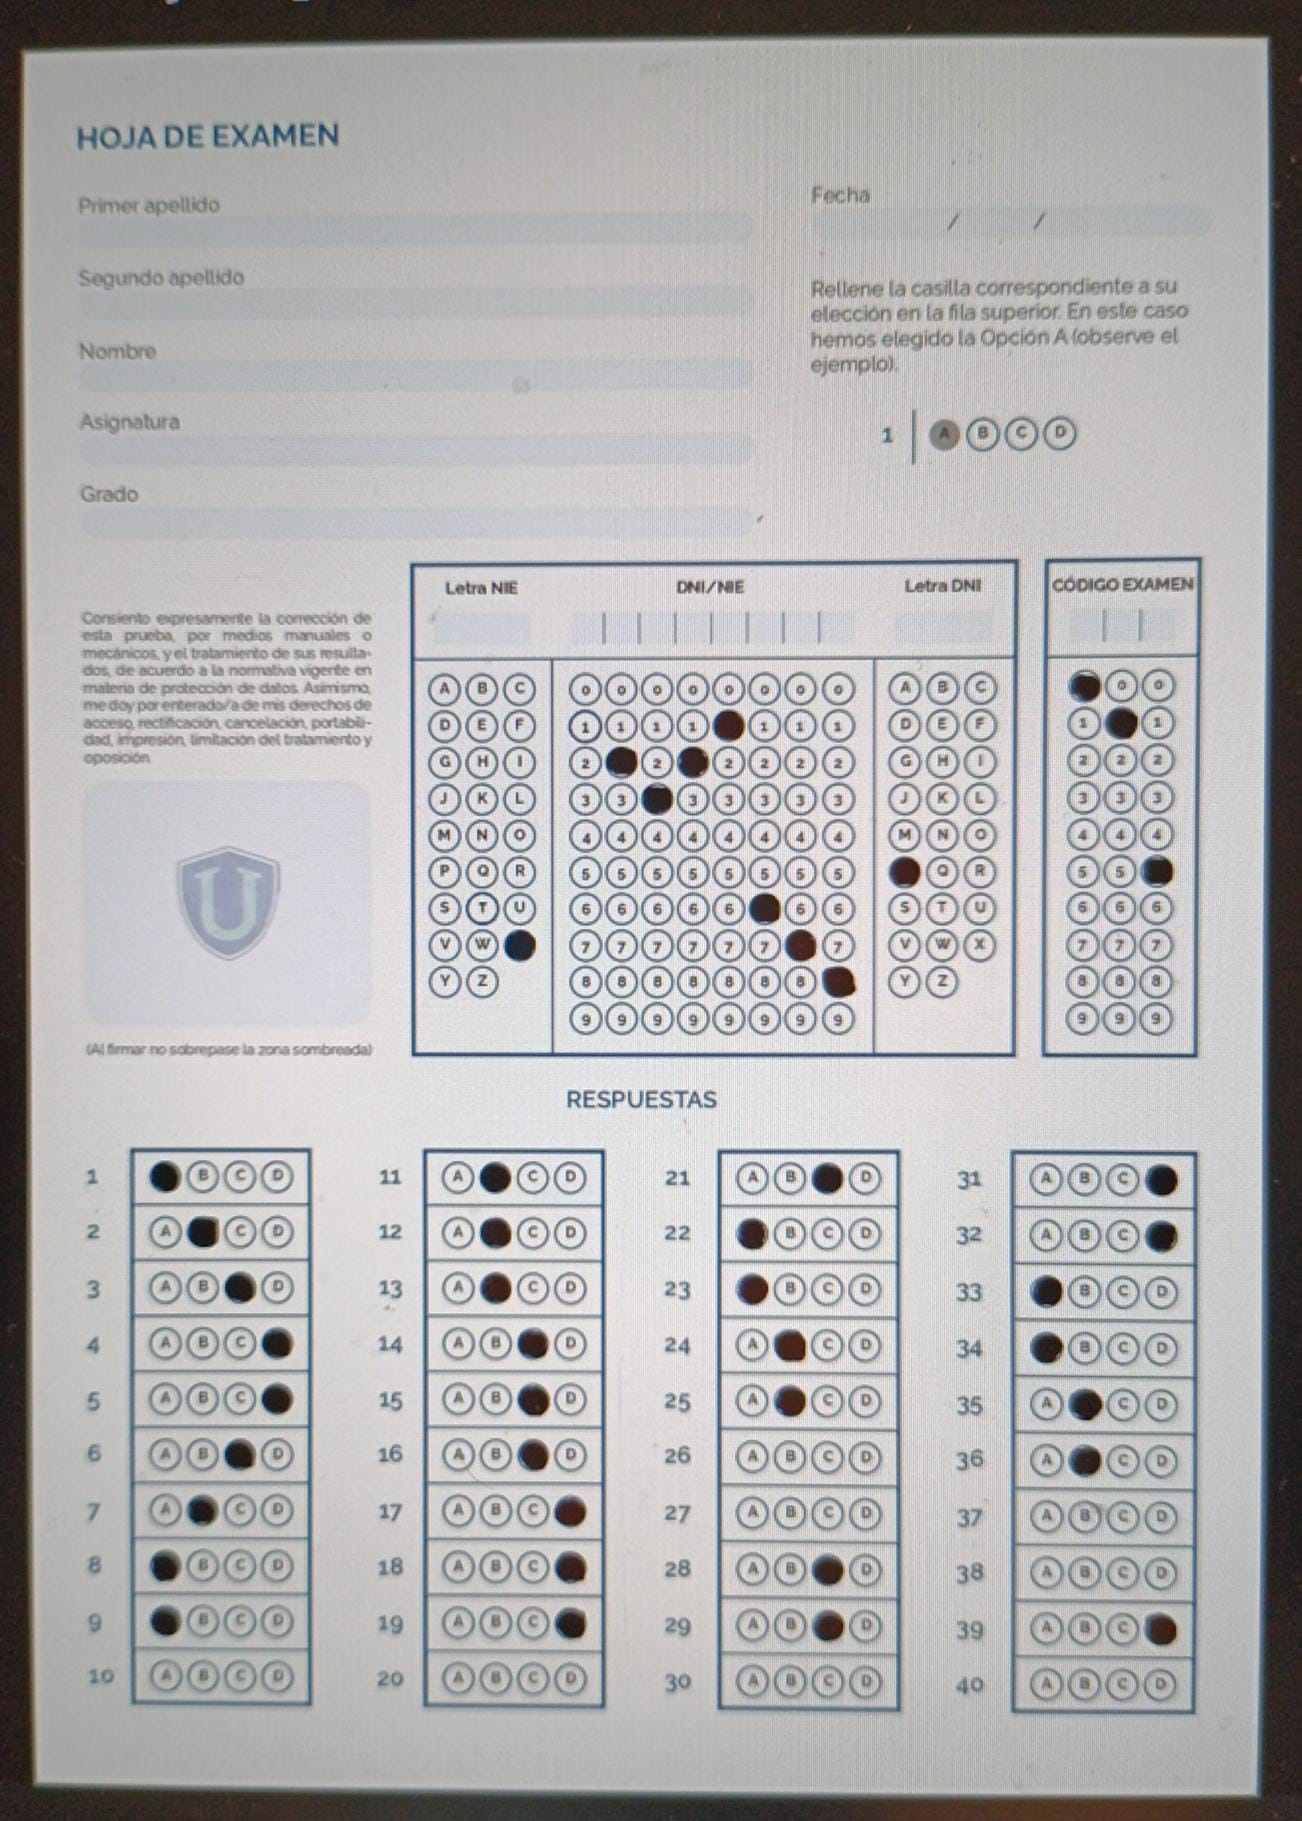 HOJA DE EXAMEN
Primer apellido
Fecha
/ /
Segundo apellido
Rellene la casilla correspondiente a su
elección en la fila superior. En este caso
hemos elegido la Opción A (observe el
ejemplo).
Nombre
Asignatura
1 A B C D
Grado
Letra NIE DNI/NIE Letra DNI CÓDIGO EXAMEN
Consiento expresamente la corrección de
esta prueba, por medios manuales o
mecánicos, y el tratamiento de sus resulta-
dos, de acuerdo a la normativa vigente en
materia de protección de datos. Asimismo,
me doy por enterado/a de mis derechos de
acceso, rectificación, cancelación, portabili-
dad, impresión, limitación del tratamiento y
oposición.
A B C 0 0 0 0 0 0 0 0 A B C 0 0
D E F 1 1 1 1 1 1 1 D E F 1 1
G H I 2 2 2 2 2 2 G H I 2 2 2
J K L 3 3 3 3 3 3 3 J K L 3 3 3
M N O 4 4 4 4 4 4 4 4 M N O 4 4 4
P Q R 5 5 5 5 5 5 5 5 Q R 5 5
S T U 6 6 6 6 6 6 6 S T U 6 6 6
V W 7 7 7 7 7 7 7 V W X 7 7 7
Y Z 8 8 8 8 8 8 8 Y Z 8 8 8
9 9 9 9 9 9 9 9 9 9 9
U
(Al firmar no sobrepase la zona sombreada)
RESPUESTAS
1 B C D 11 A C D 21 A B D 31 A B C
2 A C D 12 A C D 22 B C D 32 A B C
3 A B D 13 A C D 23 B C D 33 B C D
4 A B C 14 A B D 24 A C D 34 B C D
5 A B C 15 A B D 25 A C D 35 A C D
6 A B D 16 A B D 26 A B C D 36 A C D
7 A C D 17 A B C 27 A B C D 37 A B C D
8 B C D 18 A B C 28 A B D 38 A B C D
9 B C D 19 A B C 29 A B D 39 A B C
10 A B C D 20 A B C D 30 A B C D 40 A B C D